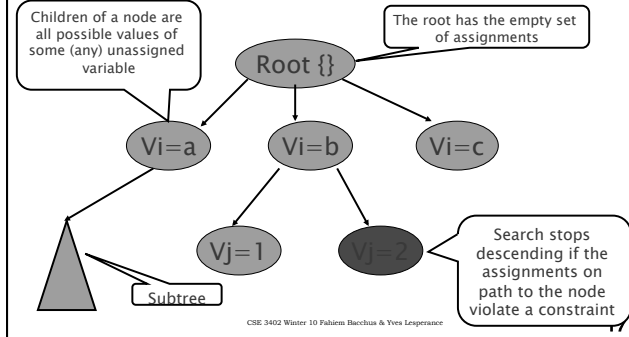 Children of a node are
all possible values of
some (any) unassigned
variable
The root has the empty set
of assignments
Root {}
Vi=a
Vi=b
Vi=c
Vj=1
Vj=2
Subtree
Search stops
descending if the
assignments on
path to the node
violate a constraint
CSE 3402 Winter 10 Fahiem Bacchus & Yves Lesperance